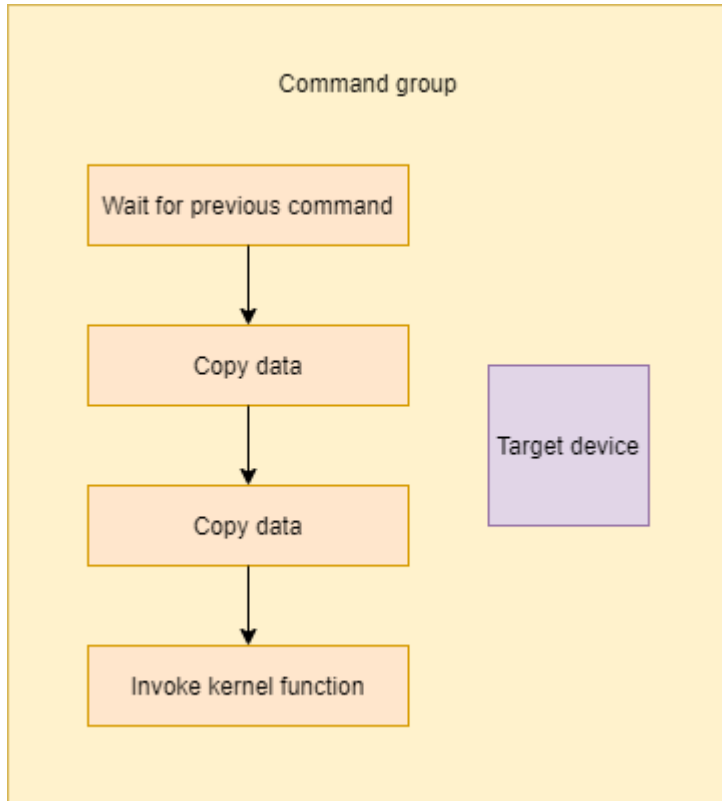 Command group
Wait for previous command
Copy data
Target device
Copy data
Invoke kernel function